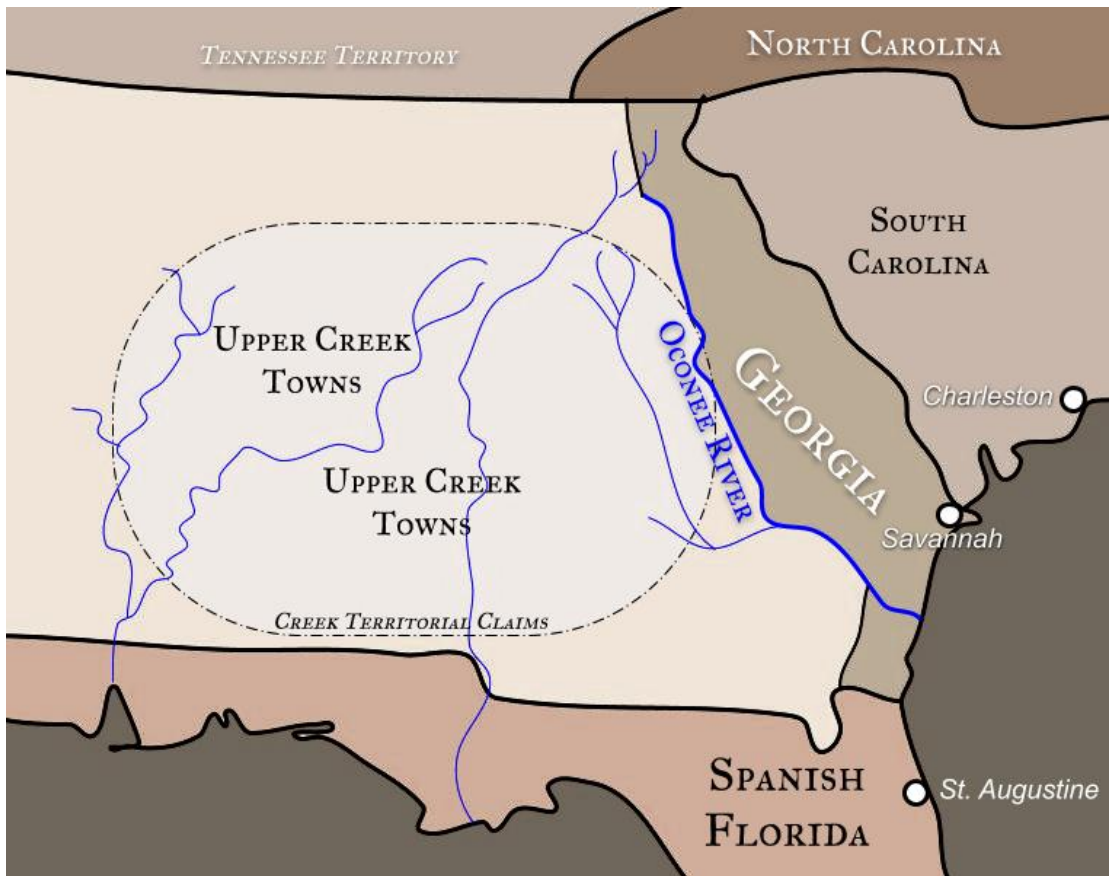 Tennessee Territory
North Carolina
South
Carolina
Upper Creek
Towns
Oconee River
Georgia
Charleston
Upper Creek
Towns
Savannah
Creek Territorial Claims
Spanish
Florida
St. Augustine